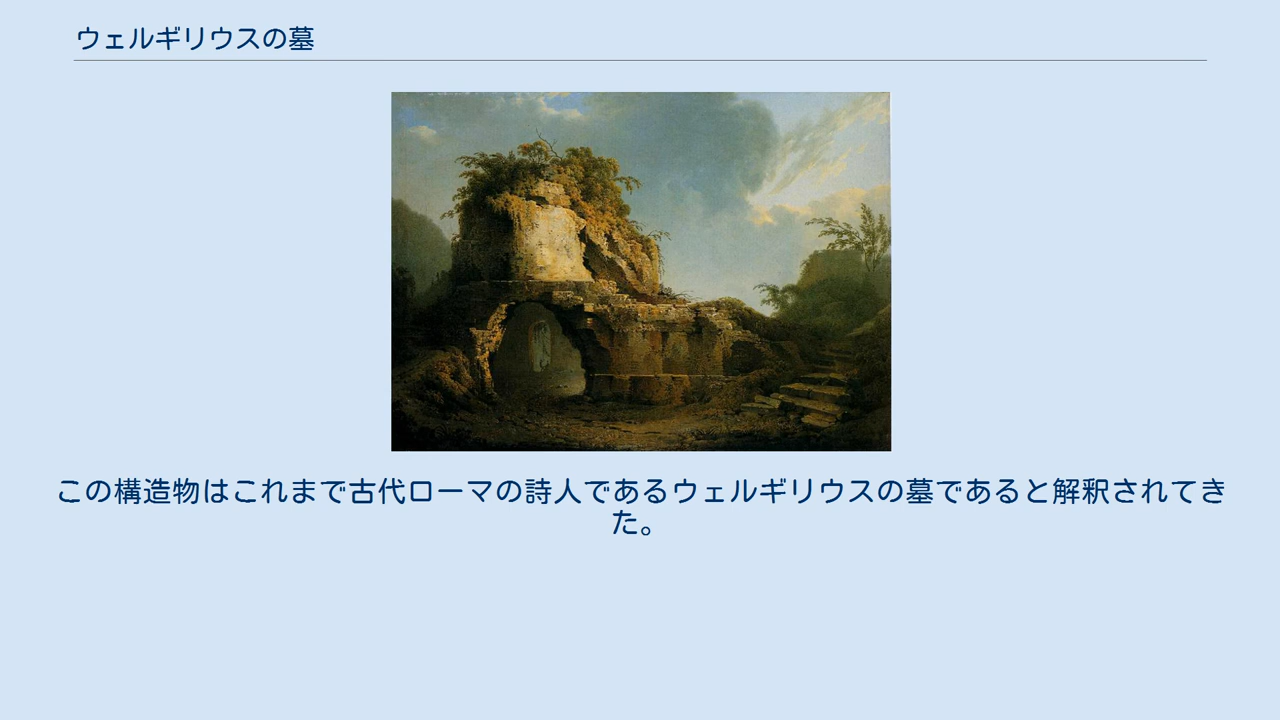 ウェルギリウスの墓
この構造物はこれまで古代ローマの詩人であるウェルギリウスの墓であると解釈されてき
た。